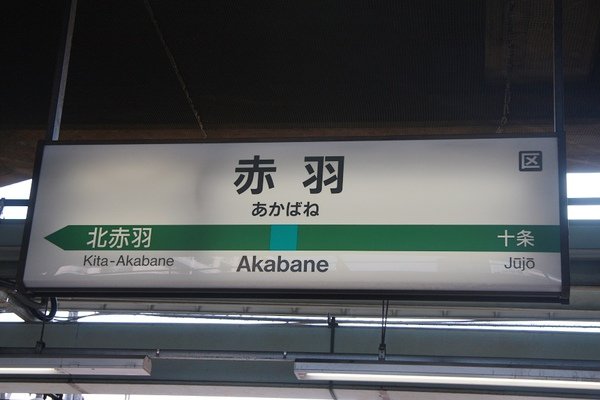 赤羽
区
あかばね
北赤羽
十条
Kita-Akabane
Akabane
Jūjō